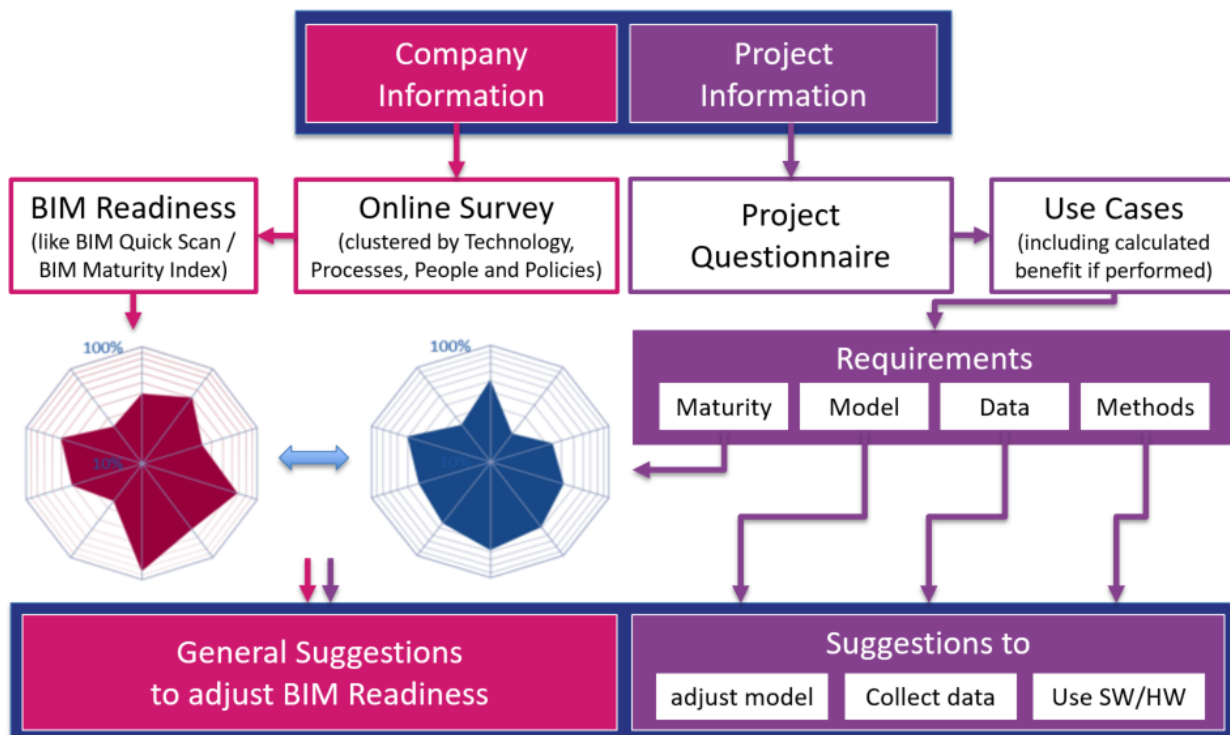 Company
Information
Project
Information
BIM Readiness
(like BIM Quick Scan /
BIM Maturity Index)
Online Survey
(clustered by Technology,
Processes, People and Policies)
Project
Questionnaire
Use Cases
(including calculated
benefit if performed)
100%
10%
100%
10%
Requirements
Maturity
Model
Data
Methods
General Suggestions
to adjust BIM Readiness
Suggestions to
adjust model
Collect data
Use SW/HW